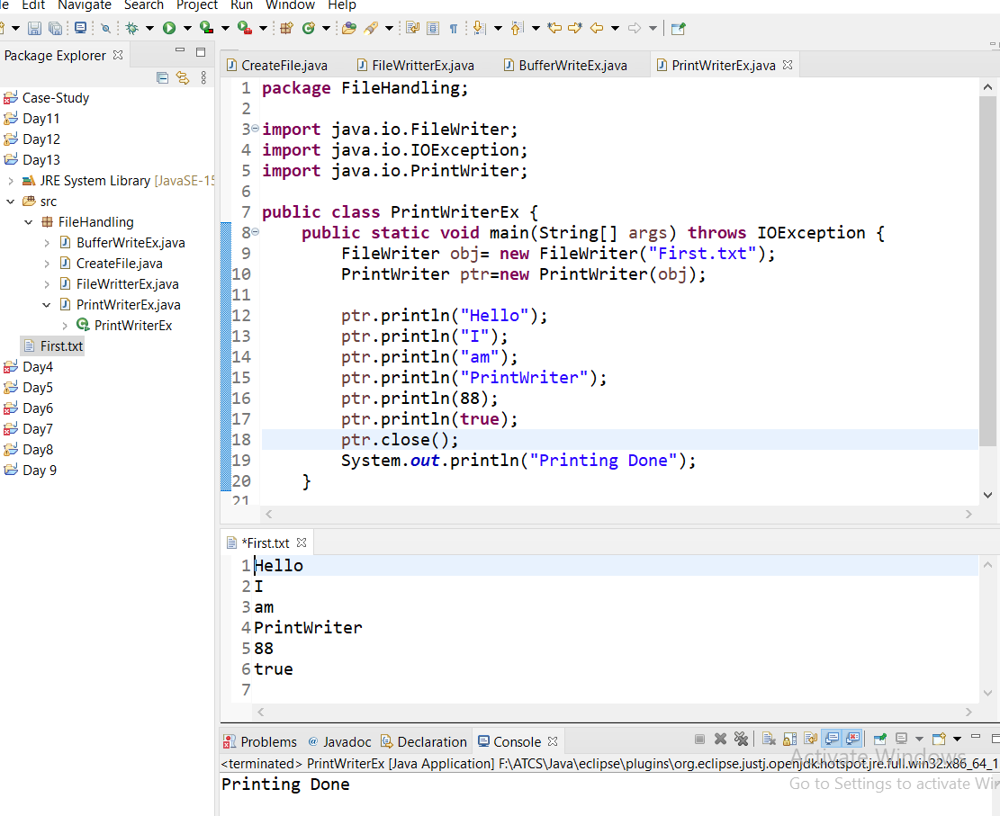 le Edit Navigate Search Project Run Window Help
Package Explorer
Case-Study
Day11
Day12
Day13
JRE System Library [JavaSE-15
src
FileHandling
BufferWriteEx.java
CreateFile.java
FileWritterEx.java
PrintWriterEx.java
PrintWriterEx
First.txt
Day4
Day5
Day6
Day7
Day8
Day 9
CreateFile.java FileWritterEx.java BufferWriteEx.java PrintWriterEx.java
1 package FileHandling;
2
3 import java.io.FileWriter;
4 import java.io.IOException;
5 import java.io.PrintWriter;
6
7 public class PrintWriterEx {
8 public static void main(String[] args) throws IOException {
9 FileWriter obj= new FileWriter("First.txt");
10 PrintWriter ptr=new PrintWriter(obj);
11
12 ptr.println("Hello");
13 ptr.println("I");
14 ptr.println("am");
15 ptr.println("PrintWriter");
16 ptr.println(88);
17 ptr.println(true);
18 ptr.close();
19 System.out.println("Printing Done");
20 }
21
*First.txt
1 Hello
2 I
3 am
4 PrintWriter
5 88
6 true
7
Problems @ Javadoc Declaration Console
<terminated> PrintWriterEx [Java Application] F:\ATCS\Java\eclipse\plugins\org.eclipse.justj.openjdk.hotspot.jre.full.win32.x86_64_1
Printing Done
Activate Windows
Go to Settings to activate Win